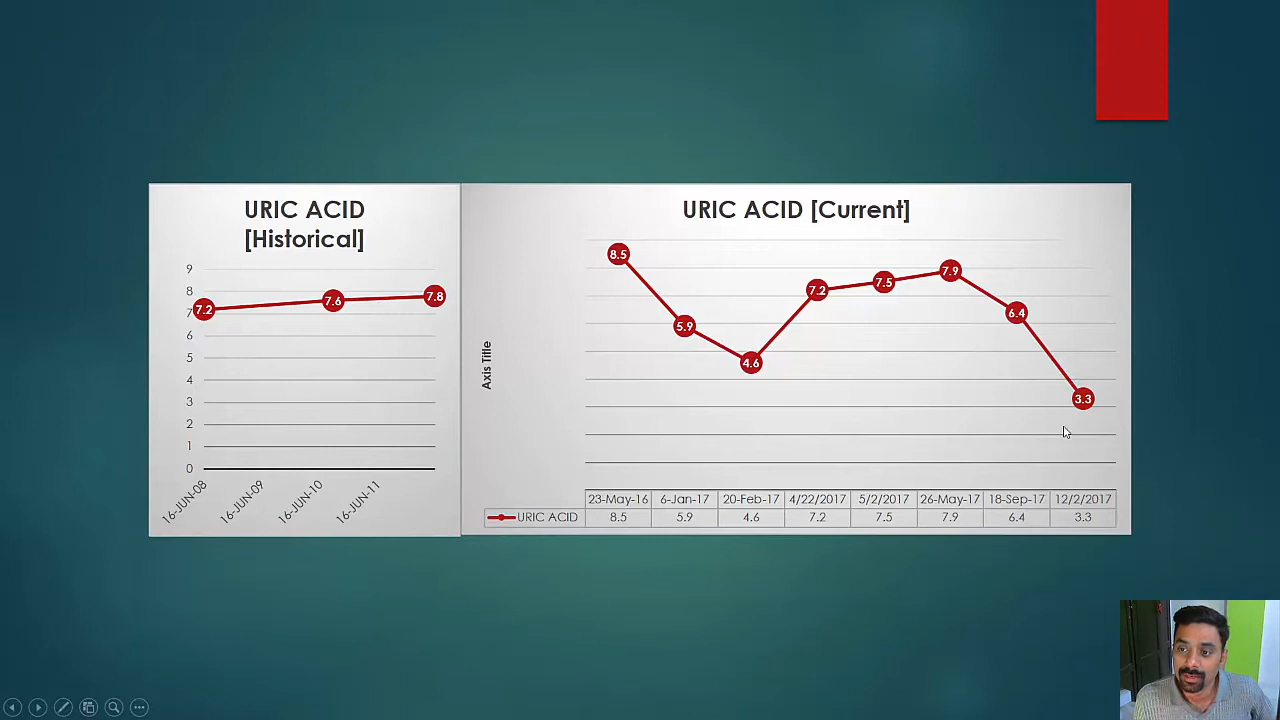 URIC ACID
[Historical]
9
8
7
6
5
4
3
2
1
0
7.2
7.6
7.8
16-JUN-08
16-JUN-09
16-JUN-10
16-JUN-11
URIC ACID [Current]
Axis Title
8.5
5.9
4.6
7.2
7.5
7.9
6.4
3.3
23-May-16 6-Jan-17 20-Feb-17 4/22/2017 5/2/2017 26-May-17 18-Sep-17 12/2/2017
URIC ACID 8.5 5.9 4.6 7.2 7.5 7.9 6.4 3.3